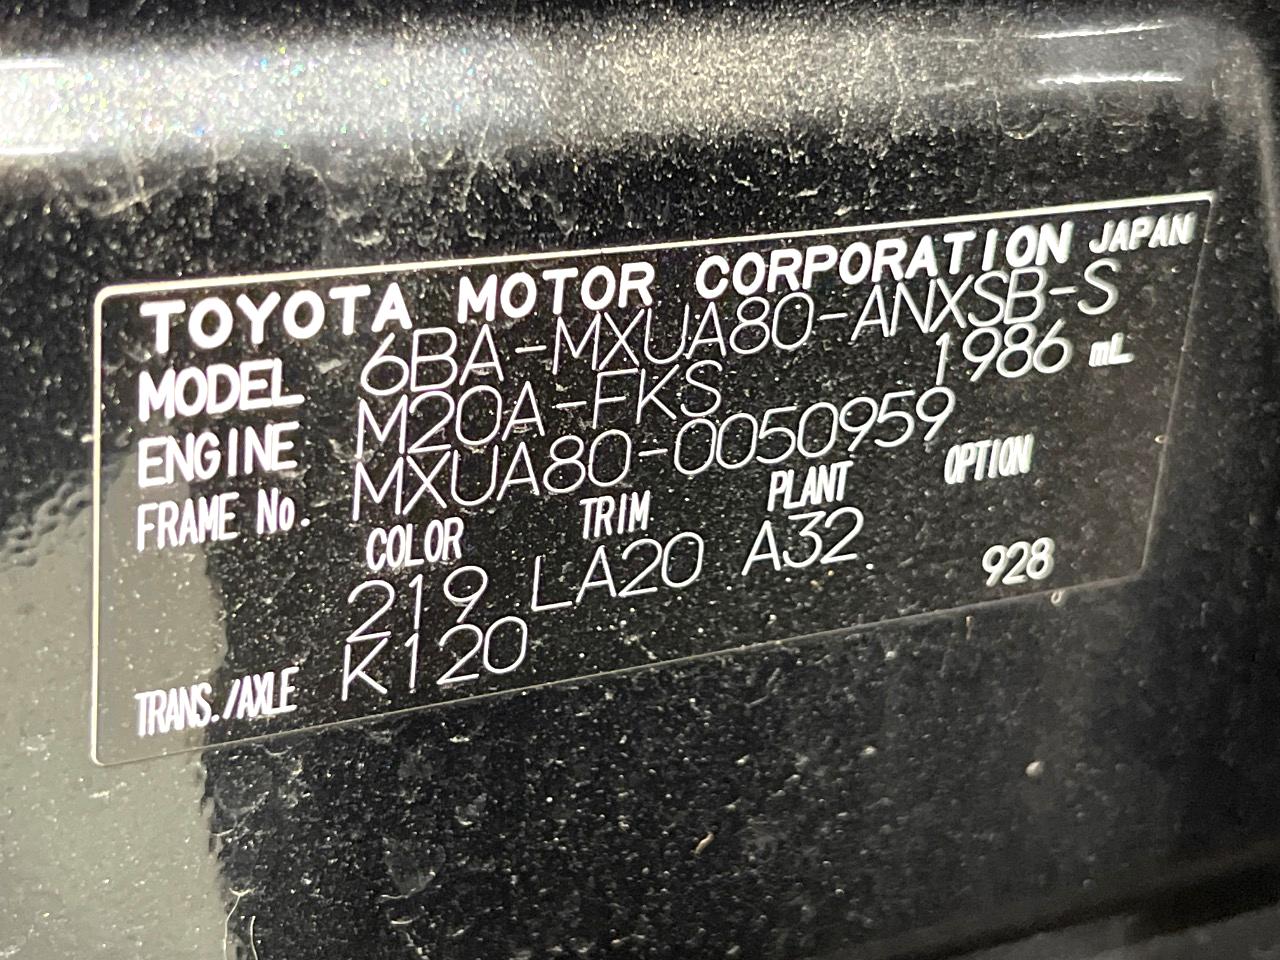 TOYOTA MOTOR CORPORATION JAPAN
MODEL 6BA-MXUA80-ANXSB-S
ENGINE M20A-FKS 1986 mL
FRAME No. MXUA80-0050959
COLOR TRIM PLANT OPTION
219 LA20 A32 928
TRANS./AXLE K120